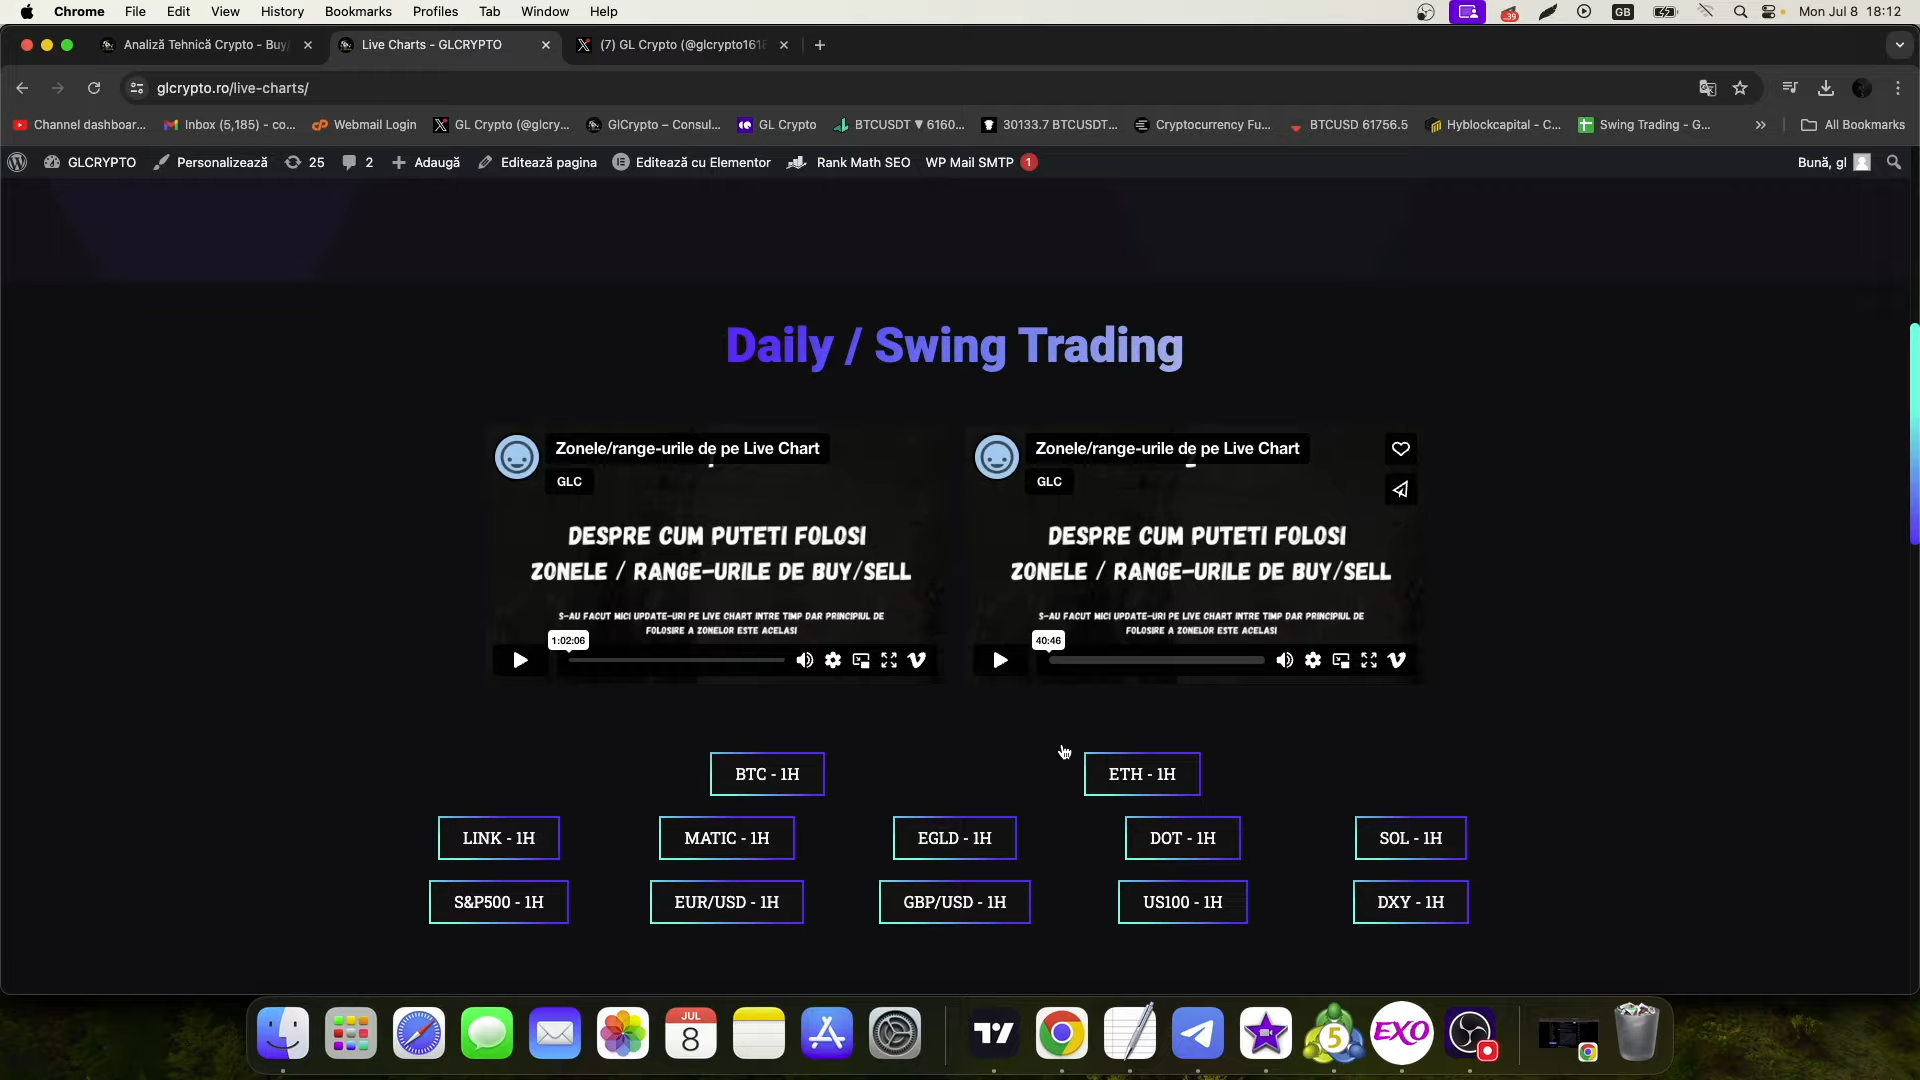 Chrome File Edit View History Bookmarks Profiles Tab Window Help
.39 GB Mon Jul 8 18:12
Analiză Tehnică Crypto - Buy
Live Charts - GLCRYPTO
(7) GL Crypto (@glcrypto1618
glcrypto.ro/live-charts/
Channel dashboar... Inbox (5,185) - co... Webmail Login GL Crypto (@glcry... GlCrypto – Consul... GL Crypto BTCUSDT ▼ 6160... 30133.7 BTCUSDT... Cryptocurrency Fu... BTCUSD 61756.5 Hyblockcapital - C... Swing Trading - G... » All Bookmarks
GLCRYPTO Personalizează 25 2 Adaugă Editează pagina Editează cu Elementor Rank Math SEO WP Mail SMTP 1 Bună, gl
Daily / Swing Trading
Zonele/range-urile de pe Live Chart
GLC
DESPRE CUM PUTETI FOLOSI
ZONELE / RANGE-URILE DE BUY/SELL
S-AU FACUT MICI UPDATE-URI PE LIVE CHART INTRE TIMP DAR PRINCIPIUL DE
FOLOSIRE A ZONELOR ESTE ACELASI
1:02:06
Zonele/range-urile de pe Live Chart
GLC
DESPRE CUM PUTETI FOLOSI
ZONELE / RANGE-URILE DE BUY/SELL
S-AU FACUT MICI UPDATE-URI PE LIVE CHART INTRE TIMP DAR PRINCIPIUL DE
FOLOSIRE A ZONELOR ESTE ACELASI
40:46
BTC - 1H ETH - 1H
LINK - 1H MATIC - 1H EGLD - 1H DOT - 1H SOL - 1H
S&P500 - 1H EUR/USD - 1H GBP/USD - 1H US100 - 1H DXY - 1H
JUL
8
5
EXO